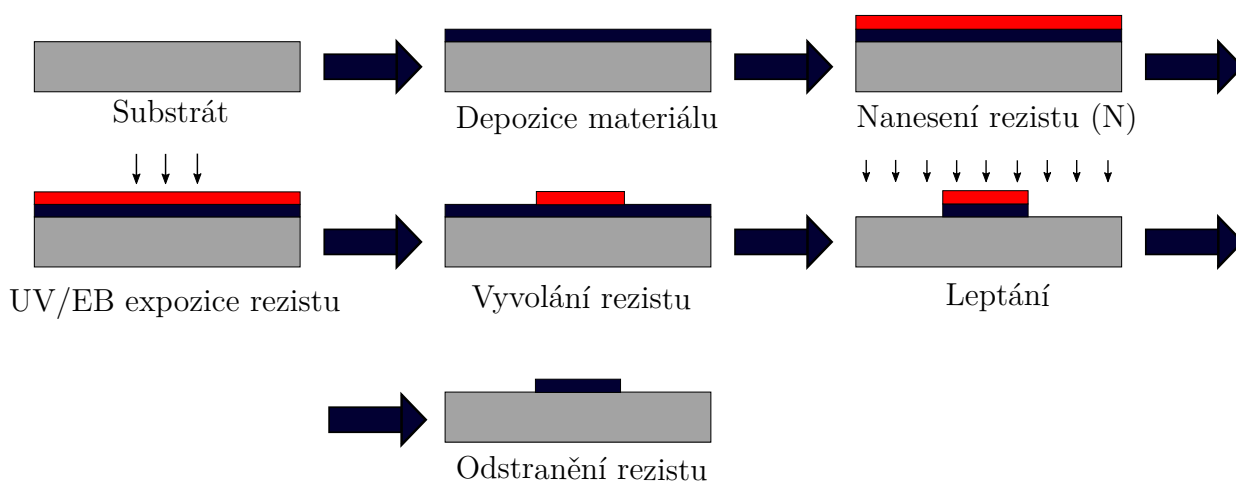 Substrát
Depozice materiálu
Nanesení rezistu (N)
UV/EB expozice rezistu
Vyvolání rezistu
Leptání
Odstranění rezistu